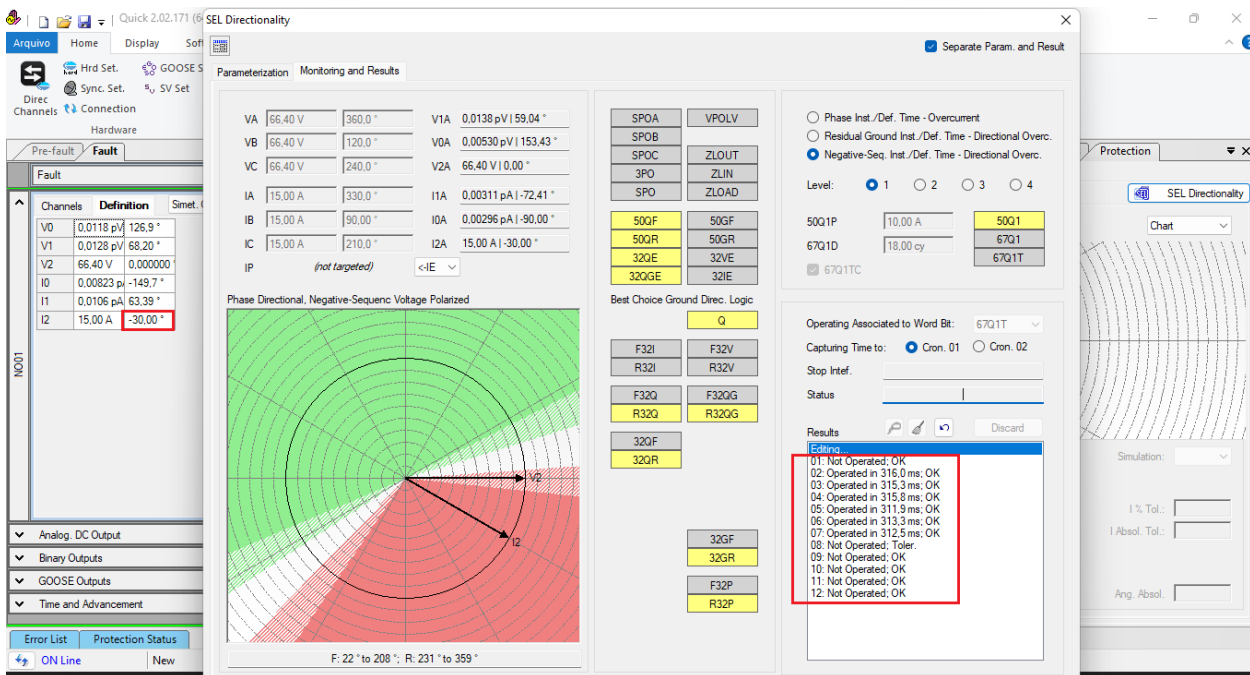 Quick 2.02.171 (6
SEL Directionality
Arquivo Home Display Sof
Separate Param. and Result
Direc
Channels
Hrd Set.
GOOSE S
Sync. Set.
SV Set
Connection
Hardware
Parameterization Monitoring and Results
Pre-fault Fault
Fault
Channels Definition Simet.
V0 0,0118 pV 126,9 °
V1 0,0128 pV 68,20 °
V2 66,40 V 0,000000 °
I0 0,00823 p -149,7 °
I1 0,0106 pA 63,39 °
I2 15,00 A -30,00 °
NO01
Analog. DC Output
Binary Outputs
GOOSE Outputs
Time and Advancement
Error List Protection Status
ON Line New
VA 66,40 V 360,0 ° V1A 0,0138 pV | 59,04 °
VB 66,40 V 120,0 ° V0A 0,00530 pV | 153,43 °
VC 66,40 V 240,0 ° V2A 66,40 V | 0,00 °
IA 15,00 A 330,0 ° I1A 0,00311 pA | -72,41 °
IB 15,00 A 90,00 ° I0A 0,00296 pA | -90,00 °
IC 15,00 A 210,0 ° I2A 15,00 A | -30,00 °
IP (not targeted) <-IE
Phase Directional, Negative-Sequenc Voltage Polarized
V2
I2
F: 22 ° to 208 °; R: 231 ° to 359 °
SPOA VPOLV
SPOB
SPOC ZLOUT
3PO ZLIN
SPO ZLOAD
50QF 50GF
50QR 50GR
32QE 32VE
32QGE 32IE
Best Choice Ground Direc. Logic
Q
F32I F32V
R32I R32V
F32Q F32QG
R32Q R32QG
32QF
32QR
32GF
32GR
F32P
R32P
Phase Inst./Def. Time - Overcurrent
Residual Ground Inst./Def. Time - Directional Overc.
Negative-Seq. Inst./Def. Time - Directional Overc.
Level: 1 2 3 4
50Q1P 10,00 A 50Q1
67Q1D 18,00 cy 67Q1
67Q1TC 67Q1T
Operating Associated to Word Bit: 67Q1T
Capturing Time to: Cron. 01 Cron. 02
Stop Intef.
Status
Results Discard
Editing...
01: Not Operated; OK
02: Operated in 316,0 ms; OK
03: Operated in 315,3 ms; OK
04: Operated in 315,8 ms; OK
05: Operated in 311,9 ms; OK
06: Operated in 313,3 ms; OK
07: Operated in 312,5 ms; OK
08: Not Operated; Toler.
09: Not Operated; OK
10: Not Operated; OK
11: Not Operated; OK
12: Not Operated; OK
Protection
SEL Directionality
Chart
Simulation:
I % Tol.:
I Absol. Tol.:
Ang. Absol.